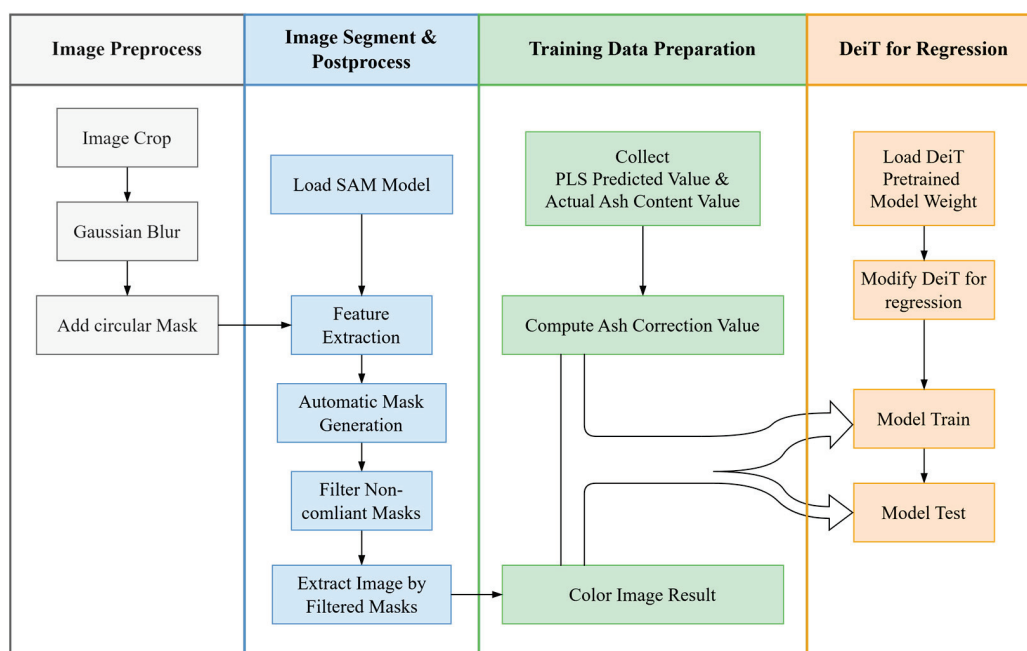 Image Preprocess
Image Crop
Gaussian Blur
Add circular Mask
Image Segment &
Postprocess
Load SAM Model
Feature
Extraction
Automatic Mask
Generation
Filter Non-
comliant Masks
Extract Image by
Filtered Masks
Training Data Preparation
Collect
PLS Predicted Value &
Actual Ash Content Value
Compute Ash Correction Value
Color Image Result
DeiT for Regression
Load DeiT
Pretrained
Model Weight
Modify DeiT for
regression
Model Train
Model Test